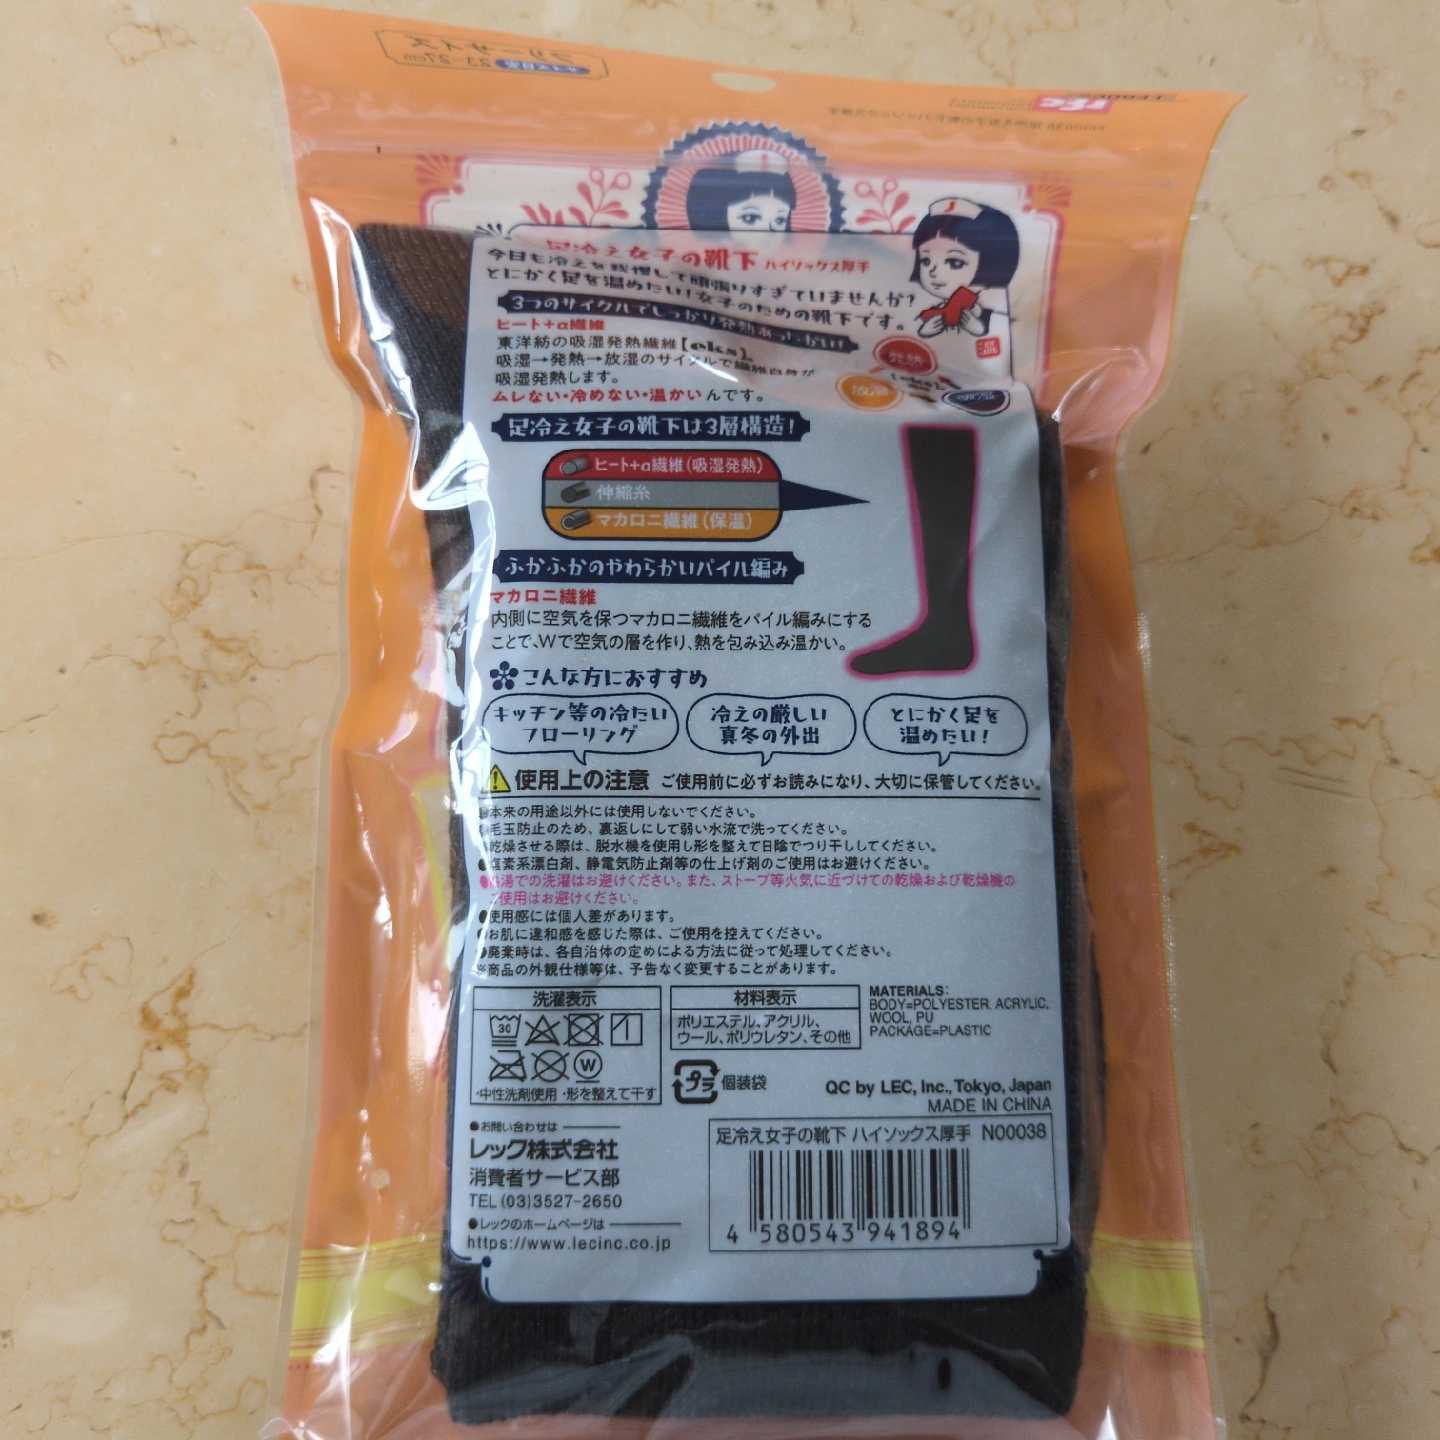 フリーサイズ
23-27cm
足冷え女子の靴下 ハイソックス厚手
今日も冷えを我慢して頑張りすぎていませんか?
とにかく足を温めたい!女子のための靴下です。
3つのサイクルでしっかり発熱あったかい!
ヒート+α繊維
東洋紡の吸湿発熱繊維【eks】。
吸湿→発熱→放湿のサイクルで繊維自身が
吸湿発熱します。
ムレない・冷めない・温かいんです。
発熱
放湿
温
足冷え女子の靴下は3層構造!
ヒート+α繊維(吸湿発熱)
伸縮糸
マカロニ繊維(保温)
ふかふかのやわらかいパイル編み
マカロニ繊維
内側に空気を保つマカロニ繊維をパイル編みにする
ことで、Wで空気の層を作り、熱を包み込み温かい。
こんな方におすすめ
キッチン等の冷たい
フローリング
冷えの厳しい
真冬の外出
とにかく足を
温めたい!
使用上の注意 ご使用前に必ずお読みになり、大切に保管してください。
●本来の用途以外には使用しないでください。
●毛玉防止のため、裏返しにして弱い水流で洗ってください。
●乾燥させる際は、脱水機を使用し形を整えて日陰でつり干ししてください。
●塩素系漂白剤、静電気防止剤等の仕上げ剤のご使用はお避けください。
●熱湯での洗濯はお避けください。また、ストーブ等火気に近づけての乾燥および乾燥機の
ご使用はお避けください。
●使用感には個人差があります。
●お肌に違和感を感じた際は、ご使用を控えてください。
●廃棄時は、各自治体の定めによる方法に従って処理してください。
※商品の外観仕様等は、予告なく変更することがあります。
洗濯表示
30
W
・中性洗剤使用 ・形を整えて干す
材料表示
ポリエステル、アクリル、
ウール、ポリウレタン、その他
MATERIALS:
BODY=POLYESTER, ACRYLIC,
WOOL, PU
PACKAGE=PLASTIC
プラ 個装袋
QC by LEC, Inc., Tokyo, Japan
MADE IN CHINA
●お問い合わせは
レック株式会社
消費者サービス部
TEL (03)3527-2650
●レックのホームページは
https://www.lecinc.co.jp
足冷え女子の靴下 ハイソックス厚手 N00038
4 580543 941894